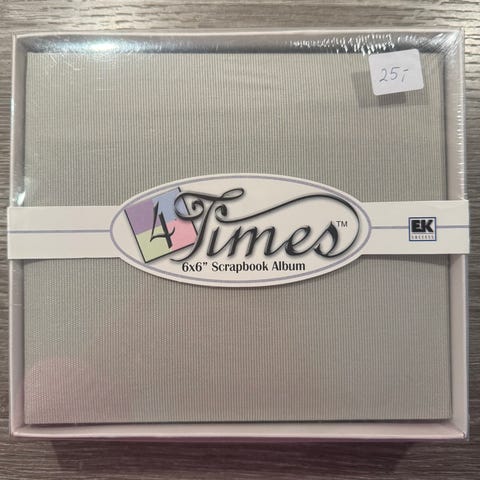 25,-
4 Times™
6x6" Scrapbook Album
EK
SUCCESS